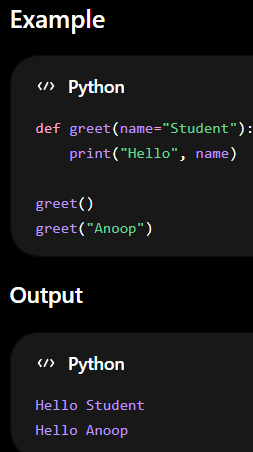 Example
Python
def greet(name="Student"):
    print("Hello", name)
greet()
greet("Anoop")
Output
Python
Hello Student
Hello Anoop